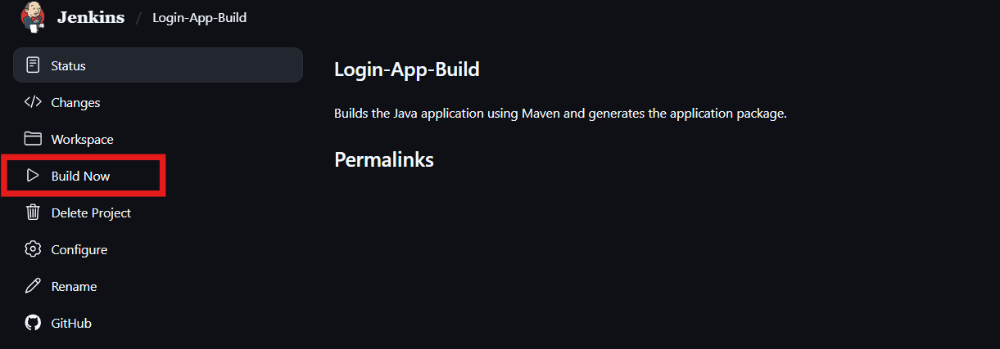 Jenkins / Login-App-Build
Status
Changes
Workspace
Build Now
Delete Project
Configure
Rename
GitHub
Login-App-Build
Builds the Java application using Maven and generates the application package.
Permalinks